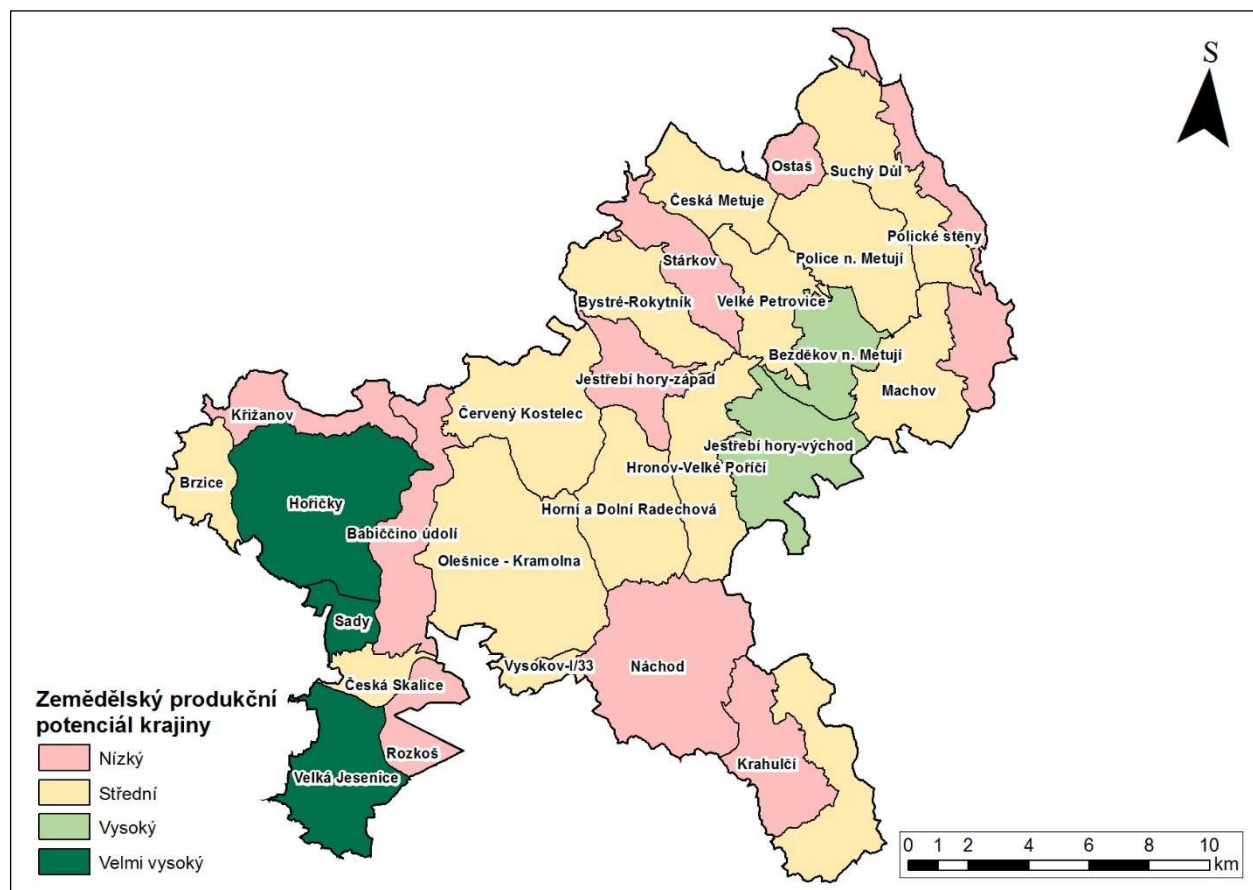 S
Ostaš
Suchý Důl
Česká Metuje
Polické stěny
Stárkov
Police n. Metují
Bystré-Rokytník
Velké Petrovice
Bezděkov n. Metují
Jestřebí hory-západ
Machov
Křižanov
Červený Kostelec
Jestřebí hory-východ
Hronov-Velké Poříčí
Brzice
Hořičky
Horní a Dolní Radechová
Babiččino údolí
Olešnice - Kramolna
Sady
Vysokov-I/33
Náchod
Česká Skalice
Rozkoš
Krahulčí
Velká Jesenice
Zemědělský produkční
potenciál krajiny
Nízký
Střední
Vysoký
Velmi vysoký
0 1 2 4 6 8 10
km